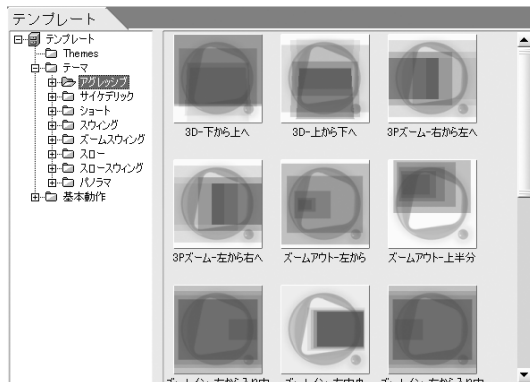 テンプレート
テンプレート
Themes
テーマ
アグレッシブ
サイケデリック
ショート
スウィング
ズームスウィング
スロー
スロースウィング
パノラマ
基本動作
3D-下から上へ
3D-上から下へ
3Pズーム-右から左へ
3Pズーム-左から右へ
ズームアウト-左から
ズームアウト-上半分